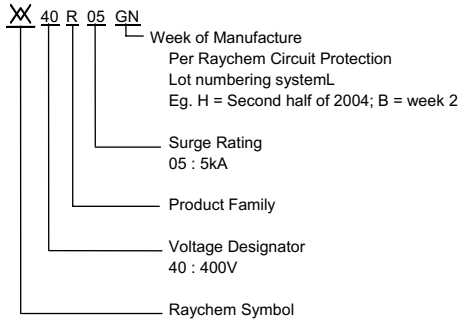 40 R 05 GN
Week of Manufacture
Per Raychem Circuit Protection
Lot numbering systemL
Eg. H = Second half of 2004; B = week 2
Surge Rating
05 : 5kA
Product Family
Voltage Designator
40 : 400V
Raychem Symbol